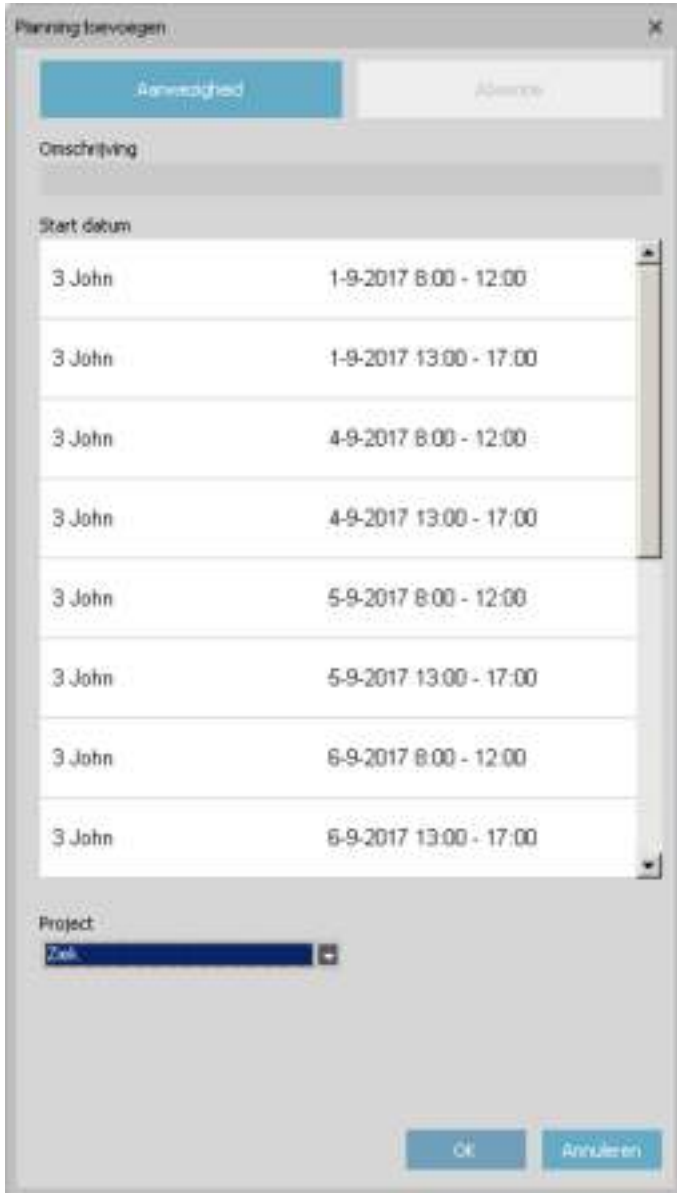 Planning toevoegen
Aanwezigheid Absentie
Omschrijving
Start datum
3 John 1-9-2017 8:00 - 12:00
3 John 1-9-2017 13:00 - 17:00
3 John 4-9-2017 8:00 - 12:00
3 John 4-9-2017 13:00 - 17:00
3 John 5-9-2017 8:00 - 12:00
3 John 5-9-2017 13:00 - 17:00
3 John 6-9-2017 8:00 - 12:00
3 John 6-9-2017 13:00 - 17:00
Project
Ziek
OK Annuleren